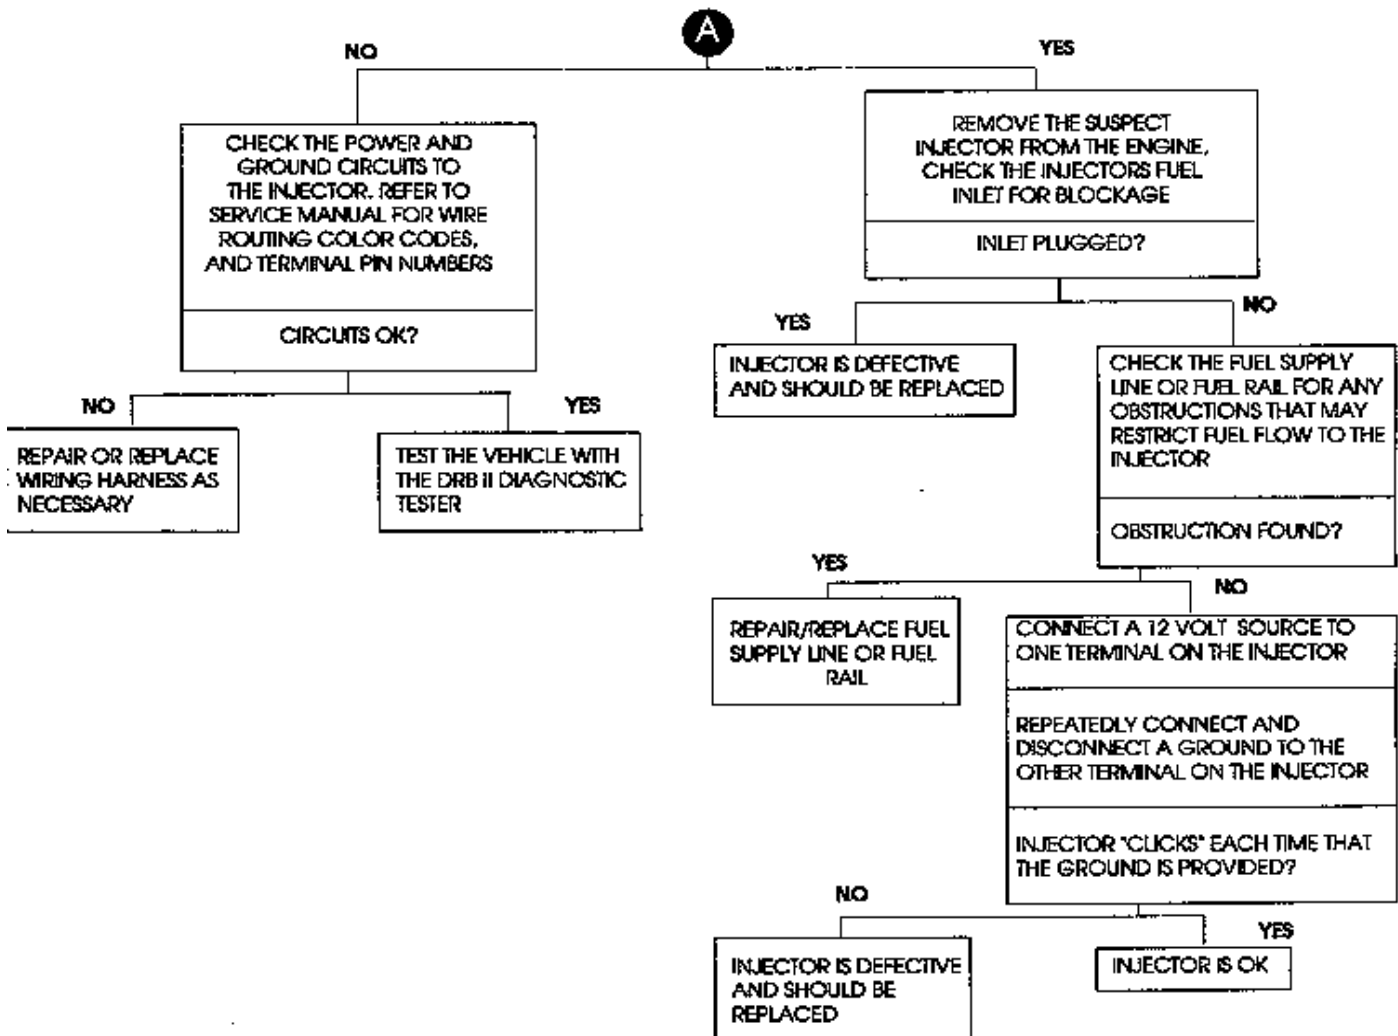 A
NO
YES
CHECK THE POWER AND
GROUND CIRCUITS TO
THE INJECTOR. REFER TO
SERVICE MANUAL FOR WIRE
ROUTING COLOR CODES,
AND TERMINAL PIN NUMBERS
CIRCUITS OK?
REMOVE THE SUSPECT
INJECTOR FROM THE ENGINE,
CHECK THE INJECTORS FUEL
INLET FOR BLOCKAGE
INLET PLUGGED?
NO
YES
REPAIR OR REPLACE
WIRING HARNESS AS
NECESSARY
TEST THE VEHICLE WITH
THE DRB II DIAGNOSTIC
TESTER
YES
NO
INJECTOR IS DEFECTIVE
AND SHOULD BE REPLACED
CHECK THE FUEL SUPPLY
LINE OR FUEL RAIL FOR ANY
OBSTRUCTIONS THAT MAY
RESTRICT FUEL FLOW TO THE
INJECTOR
OBSTRUCTION FOUND?
YES
NO
REPAIR/REPLACE FUEL
SUPPLY LINE OR FUEL
RAIL
CONNECT A 12 VOLT SOURCE TO
ONE TERMINAL ON THE INJECTOR
REPEATEDLY CONNECT AND
DISCONNECT A GROUND TO THE
OTHER TERMINAL ON THE INJECTOR
INJECTOR "CLICKS" EACH TIME THAT
THE GROUND IS PROVIDED?
NO
YES
INJECTOR IS DEFECTIVE
AND SHOULD BE
REPLACED
INJECTOR IS OK